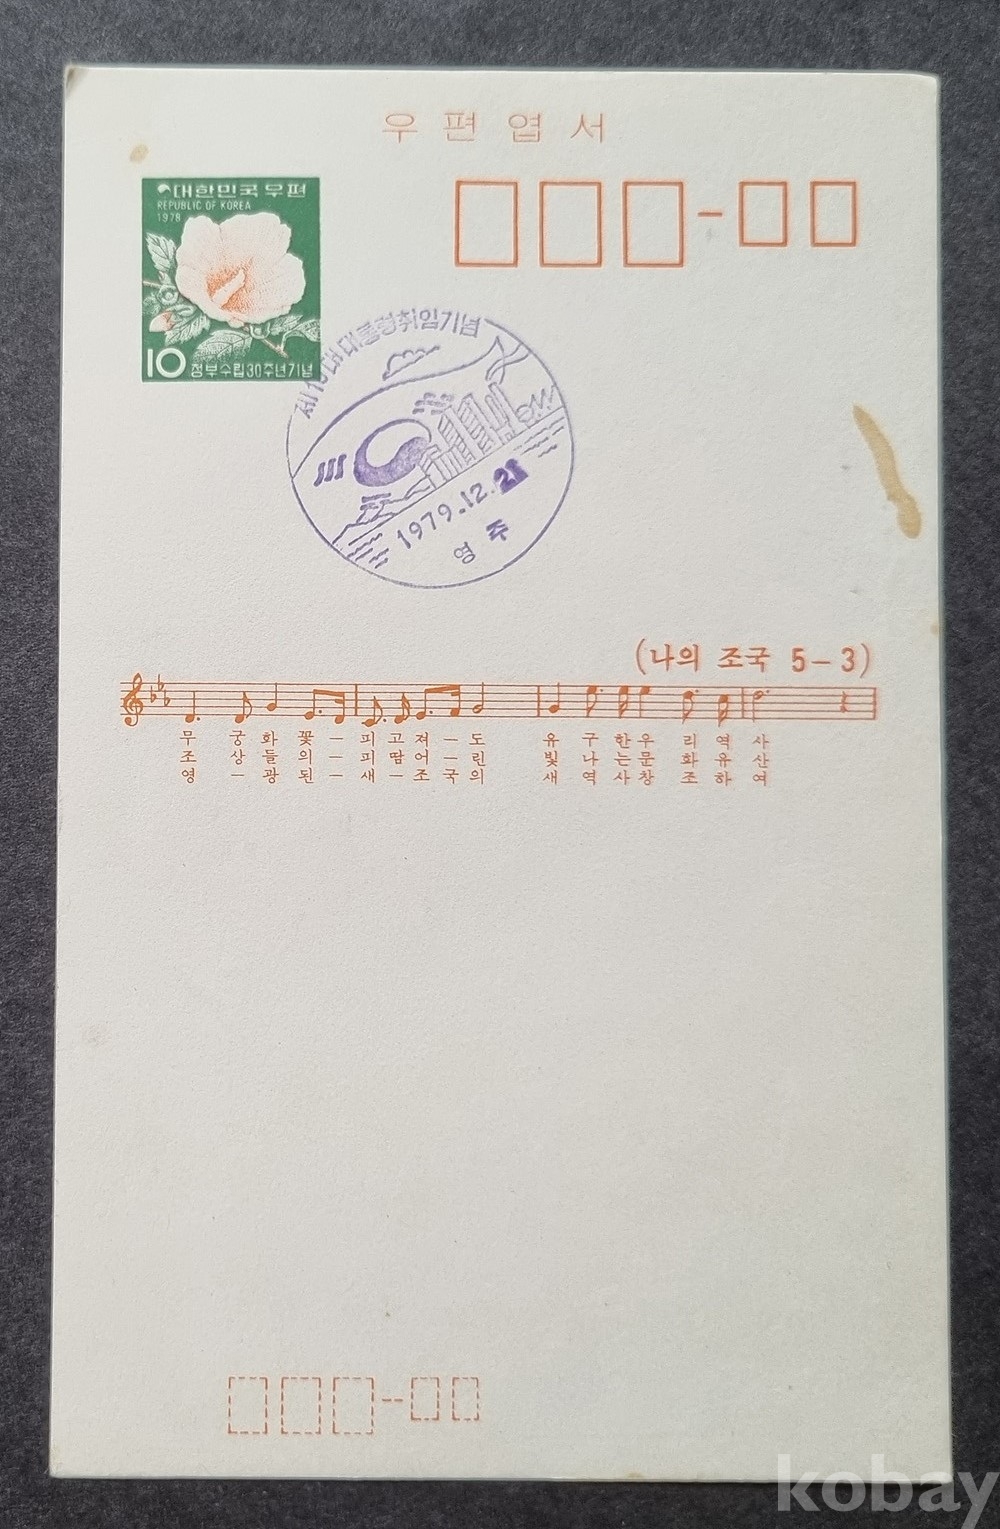 우편엽서
대한민국 우편
REPUBLIC OF KOREA
1978
10 정부수립30주년기념
제10대대통령취임기념
1979.12.21
영주
(나의 조국 5-3)
무 궁 화 꽃 - 피 고 져 - 도 유 구 한 우 리 역 사
조 상 들 의 - 피 땀 어 - 린 빛 나 는 문 화 유 산
영 - 광 된 - 새 - 조 국 의 새 역 사 창 조 하 여
kobay